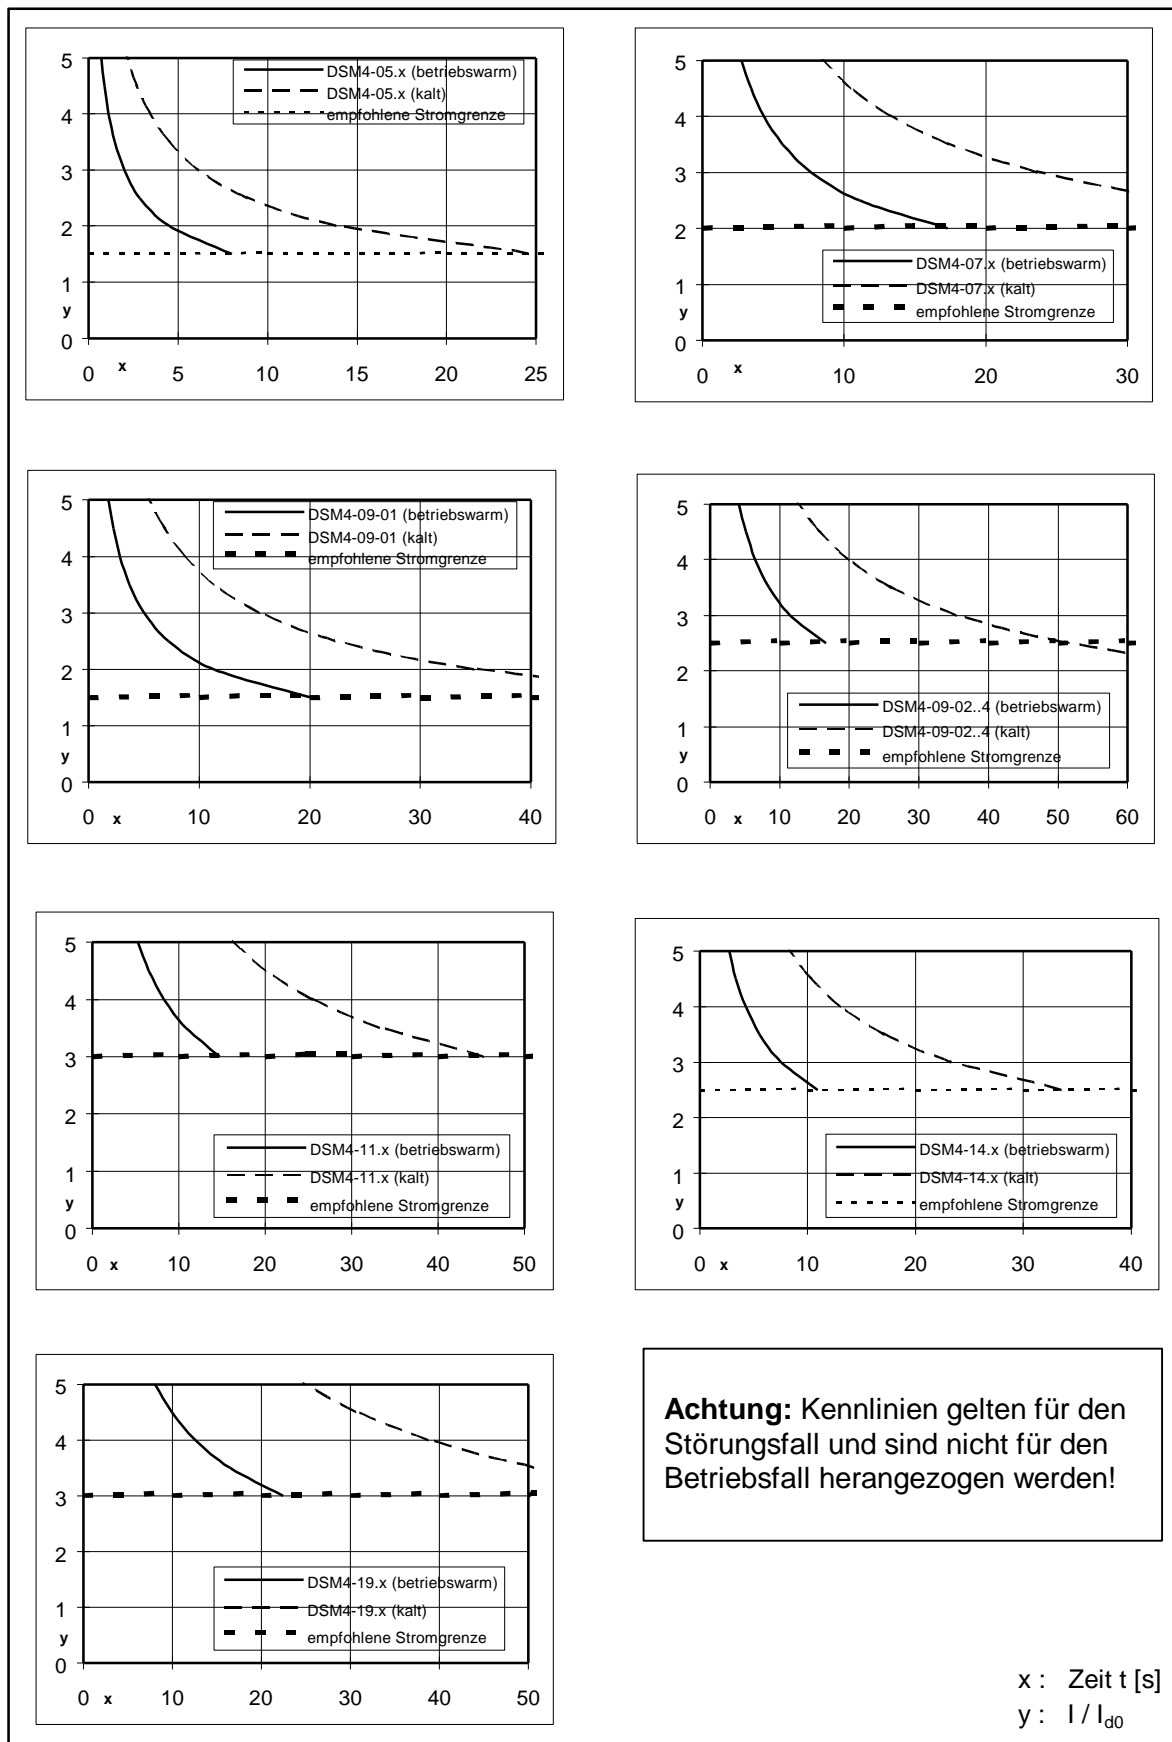 5
4
3
2
1
y
0
DSM4-05.x (betriebswarm)
DSM4-05.x (kalt)
empfohlene Stromgrenze
0 x 5 10 15 20 25
5
4
3
2
1
y
0
DSM4-07.x (betriebswarm)
DSM4-07.x (kalt)
empfohlene Stromgrenze
0 x 10 20 30
5
4
3
2
1
y
0
DSM4-09-01 (betriebswarm)
DSM4-09-01 (kalt)
empfohlene Stromgrenze
0 x 10 20 30 40
5
4
3
2
1
y
0
DSM4-09-02..4 (betriebswarm)
DSM4-09-02..4 (kalt)
empfohlene Stromgrenze
0 x 10 20 30 40 50 60
5
4
3
2
1
y
0
DSM4-11.x (betriebswarm)
DSM4-11.x (kalt)
empfohlene Stromgrenze
0 x 10 20 30 40 50
5
4
3
2
1
y
0
DSM4-14.x (betriebswarm)
DSM4-14.x (kalt)
empfohlene Stromgrenze
0 x 10 20 30 40
5
4
3
2
1
y
0
DSM4-19.x (betriebswarm)
DSM4-19.x (kalt)
empfohlene Stromgrenze
0 x 10 20 30 40 50
Achtung: Kennlinien gelten für den
Störungsfall und sind nicht für den
Betriebsfall herangezogen werden!
x : Zeit t [s]
y : I / Id0